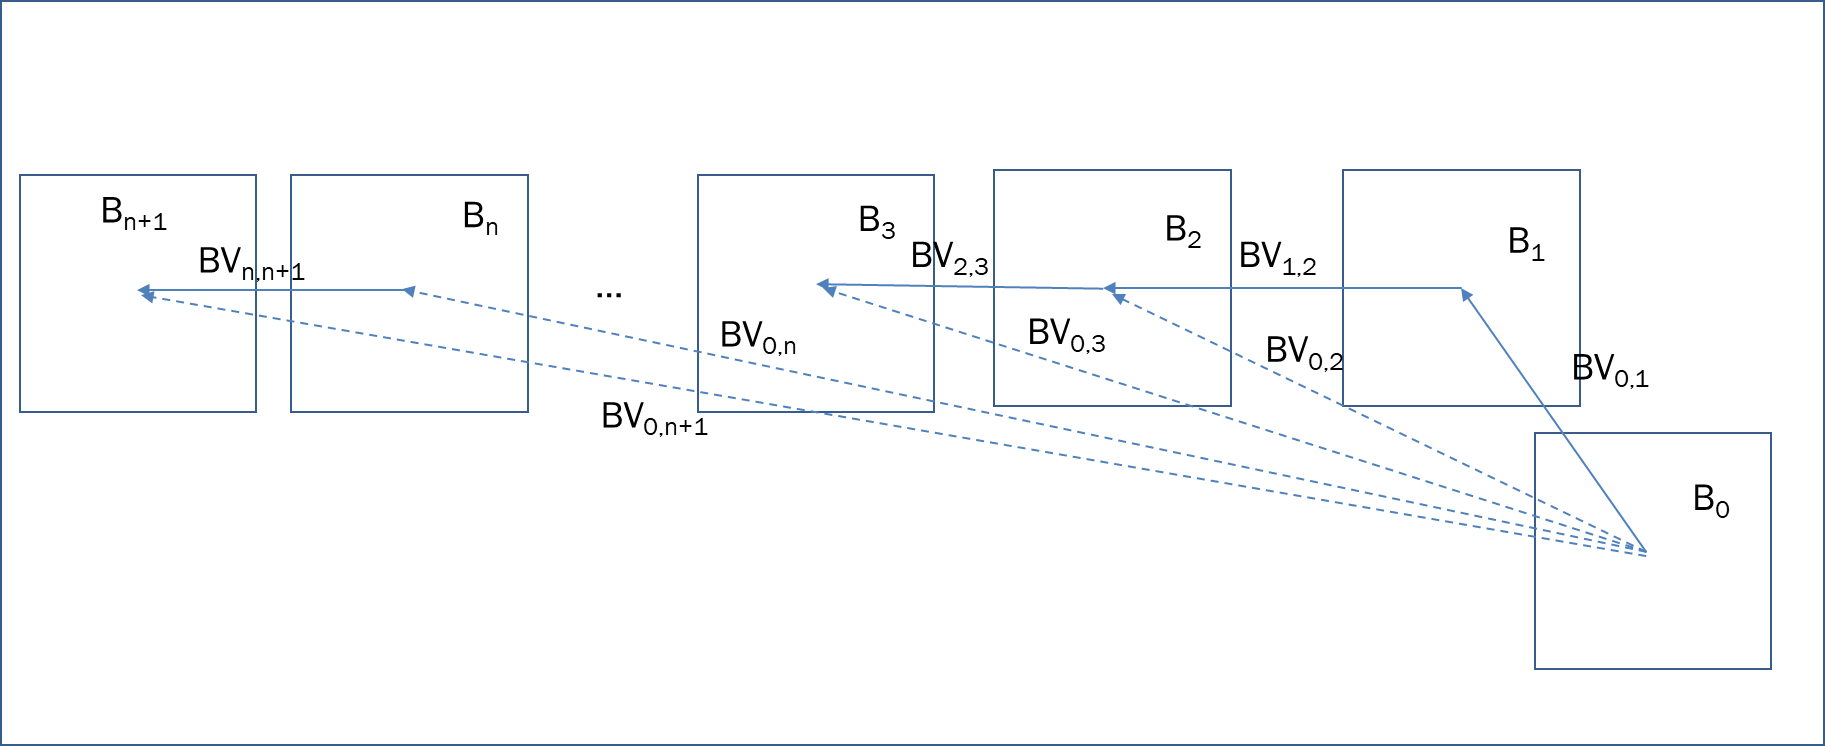 Bn+1
Bn
B3
B2
B1
BVn,n+1
BV2,3
BV1,2
...
BV0,n
BV0,3
BV0,2
BV0,1
BV0,n+1
B0